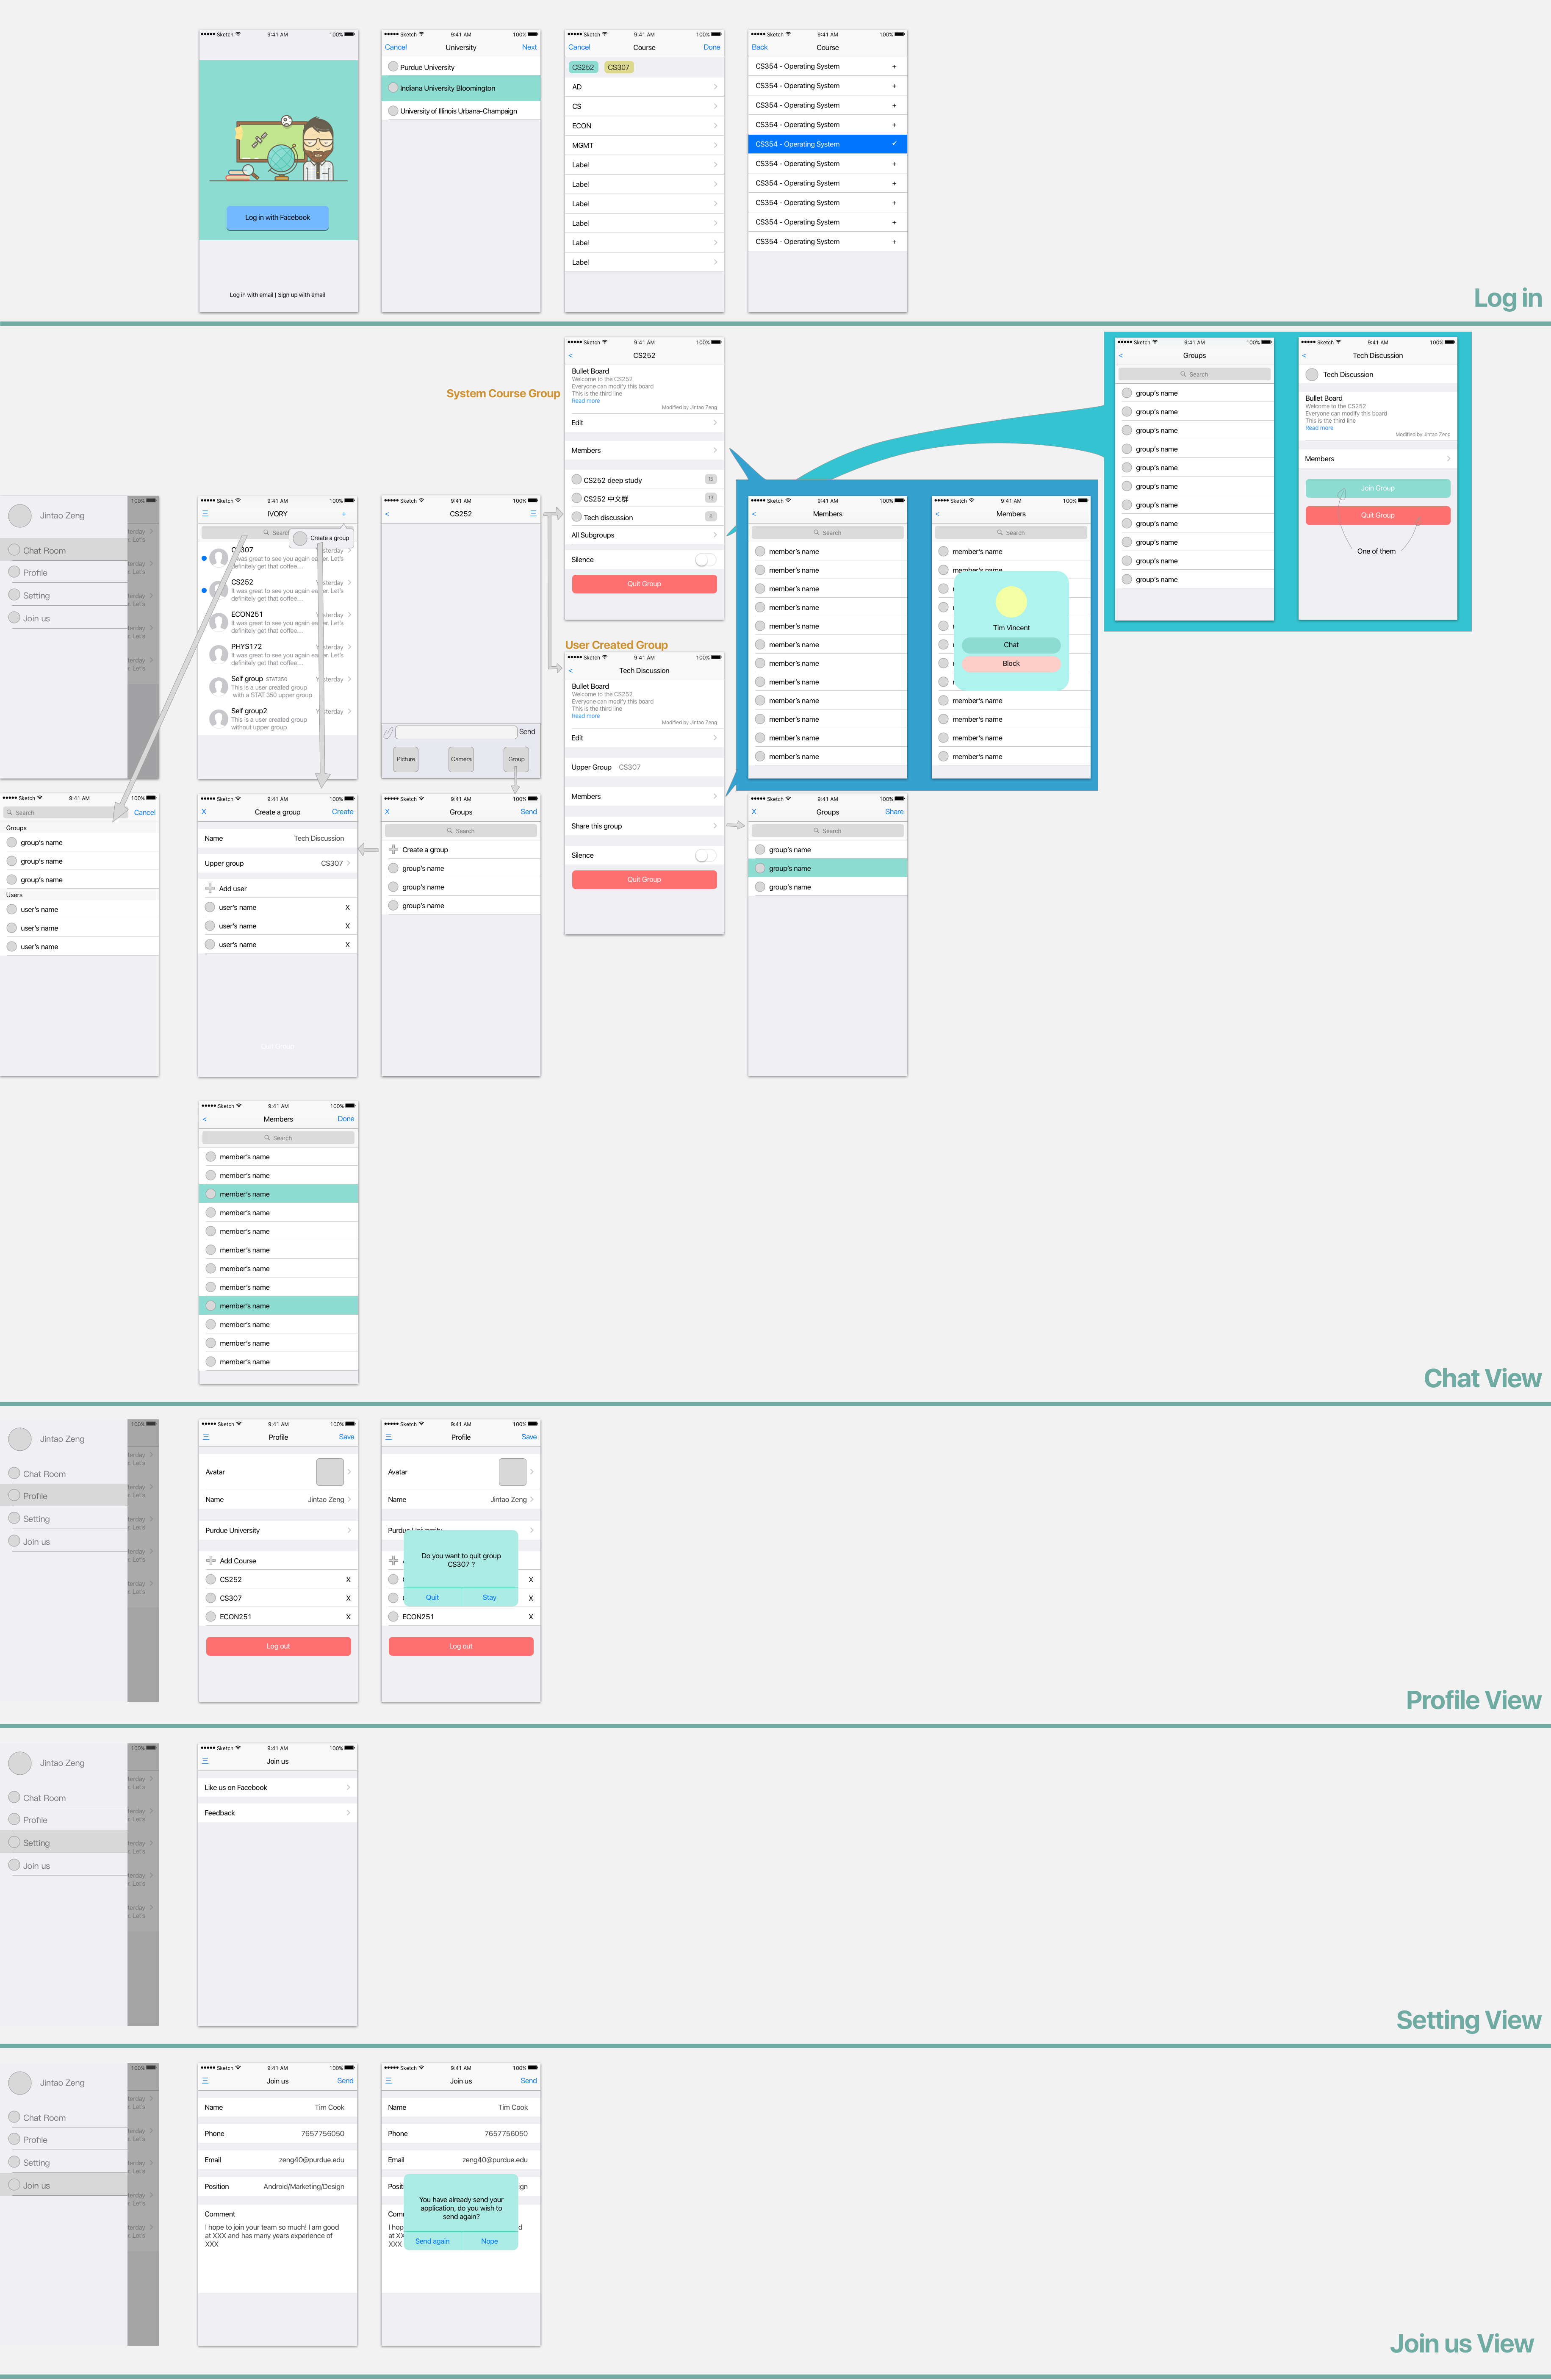 Sketch 9:41 AM 100%
Log in with Facebook
Log in with email | Sign up with email
Sketch 9:41 AM 100%
Cancel University Next
Purdue University
Indiana University Bloomington
University of Illinois Urbana-Champaign
Sketch 9:41 AM 100%
Cancel Course Done
CS252 CS307
AD
CS
ECON
MGMT
Label
Label
Label
Label
Label
Label
Sketch 9:41 AM 100%
Back Course
CS354 - Operating System +
CS354 - Operating System +
CS354 - Operating System +
CS354 - Operating System +
CS354 - Operating System ✓
CS354 - Operating System +
CS354 - Operating System +
CS354 - Operating System +
CS354 - Operating System +
CS354 - Operating System +
Log in
System Course Group
Sketch 9:41 AM 100%
< CS252
Bullet Board
Welcome to the CS252
Everyone can modify this board
This is the third line
Read more
Modified by Jintao Zeng
Edit
Members
CS252 deep study 15
CS252 中文群 13
Tech discussion 8
All Subgroups
Silence
Quit Group
Sketch 9:41 AM 100%
< Groups
Search
group's name
group's name
group's name
group's name
group's name
group's name
group's name
group's name
group's name
group's name
group's name
Sketch 9:41 AM 100%
< Tech Discussion
Tech Discussion
Bullet Board
Welcome to the CS252
Everyone can modify this board
This is the third line
Read more
Modified by Jintao Zeng
Members
Join Group
Quit Group
One of them
100%
Jintao Zeng
Chat Room
Profile
Setting
Join us
Sketch 9:41 AM 100%
IVORY +
Search
Create a group
CS307 Yesterday
It was great to see you again earlier. Let's
definitely get that coffee...
CS252 Yesterday
It was great to see you again earlier. Let's
definitely get that coffee...
ECON251 Yesterday
It was great to see you again earlier. Let's
definitely get that coffee...
PHYS172 Yesterday
It was great to see you again earlier. Let's
definitely get that coffee...
Self group STAT350 Yesterday
This is a user created group
with a STAT 350 upper group
Self group2 Yesterday
This is a user created group
without upper group
Sketch 9:41 AM 100%
< CS252
Send
Picture Camera Group
User Created Group
Sketch 9:41 AM 100%
< Tech Discussion
Bullet Board
Welcome to the CS252
Everyone can modify this board
This is the third line
Read more
Modified by Jintao Zeng
Edit
Upper Group CS307
Members
Share this group
Silence
Quit Group
Sketch 9:41 AM 100%
< Members
Search
member's name
member's name
member's name
member's name
member's name
member's name
member's name
member's name
member's name
member's name
member's name
member's name
Sketch 9:41 AM 100%
< Members
Search
member's name
member's name
Tim Vincent
Chat
Block
member's name
member's name
member's name
member's name
Sketch 9:41 AM 100%
Search Cancel
Groups
group's name
group's name
group's name
Users
user's name
user's name
user's name
Sketch 9:41 AM 100%
X Create a group Create
Name Tech Discussion
Upper group CS307
Add user
user's name X
user's name X
user's name X
Sketch 9:41 AM 100%
X Groups Send
Search
Create a group
group's name
group's name
group's name
Sketch 9:41 AM 100%
X Groups Share
Search
group's name
group's name
group's name
Sketch 9:41 AM 100%
< Members Done
Search
member's name
member's name
member's name
member's name
member's name
member's name
member's name
member's name
member's name
member's name
member's name
member's name
Chat View
100%
Jintao Zeng
Chat Room
Profile
Setting
Join us
Sketch 9:41 AM 100%
Profile Save
Avatar
Name Jintao Zeng
Purdue University
Add Course
CS252 X
CS307 X
ECON251 X
Log out
Sketch 9:41 AM 100%
Profile Save
Avatar
Name Jintao Zeng
Purdue University
Do you want to quit group
CS307 ?
Quit Stay
X
X
ECON251 X
Log out
Profile View
100%
Jintao Zeng
Chat Room
Profile
Setting
Join us
Sketch 9:41 AM 100%
Join us
Like us on Facebook
Feedback
Setting View
100%
Jintao Zeng
Chat Room
Profile
Setting
Join us
Sketch 9:41 AM 100%
Join us Send
Name Tim Cook
Phone 7657756050
Email zeng40@purdue.edu
Position Android/Marketing/Design
Comment
I hope to join your team so much! I am good
at XXX and has many years experience of
XXX
Sketch 9:41 AM 100%
Join us Send
Name Tim Cook
Phone 7657756050
Email zeng40@purdue.edu
You have already send your
application, do you wish to
send again?
Send again Nope
Join us View